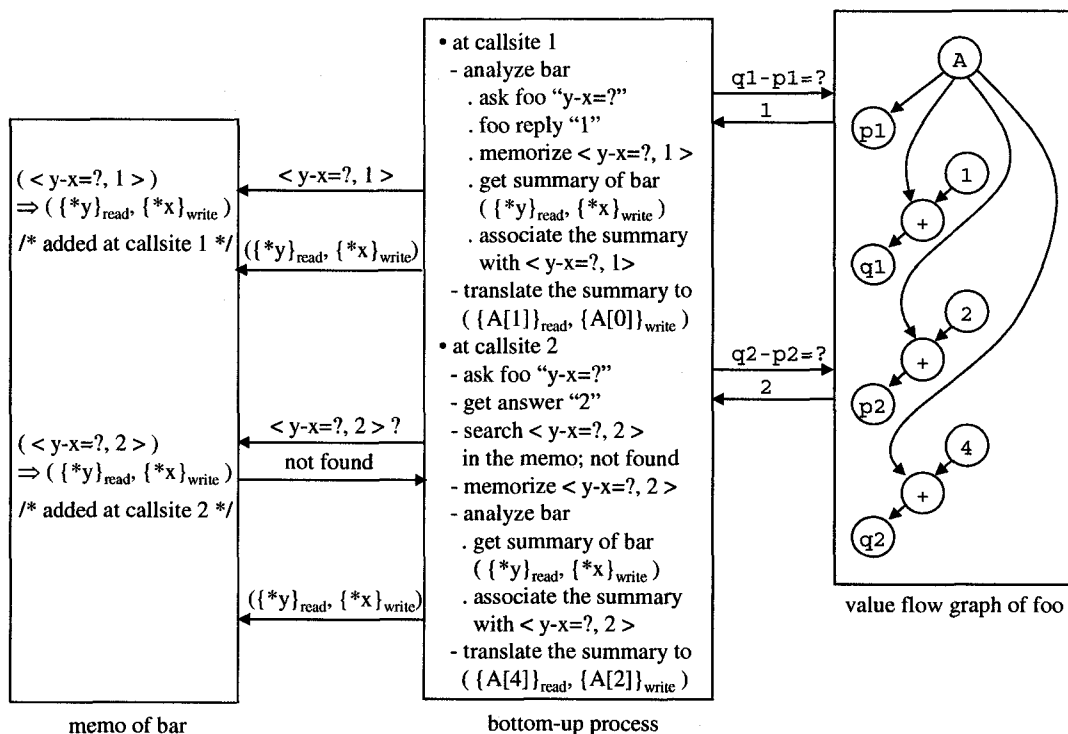 ( < y-x=?, 1 > )
⇒ ( {*y}read, {*x}write )
/* added at callsite 1 */
( < y-x=?, 2 > )
⇒ ( {*y}read, {*x}write )
/* added at callsite 2 */
memo of bar
< y-x=?, 1 >
({*y}read, {*x}write)
< y-x=?, 2 > ?
not found
({*y}read, {*x}write)
• at callsite 1
- analyze bar
. ask foo “y-x=?”
. foo reply “1”
. memorize < y-x=?, 1 >
. get summary of bar
( {*y}read, {*x}write )
. associate the summary
with < y-x=?, 1>
- translate the summary to
( {A[1]}read, {A[0]}write )
• at callsite 2
- ask foo “y-x=?”
- get answer “2”
- search < y-x=?, 2 >
in the memo; not found
- memorize < y-x=?, 2 >
- analyze bar
. get summary of bar
( {*y}read, {*x}write )
. associate the summary
with < y-x=?, 2 >
- translate the summary to
( {A[4]}read, {A[2]}write )
bottom-up process
q1-p1=?
1
q2-p2=?
2
A
p1
1
+
q1
2
+
p2
4
+
q2
value flow graph of foo